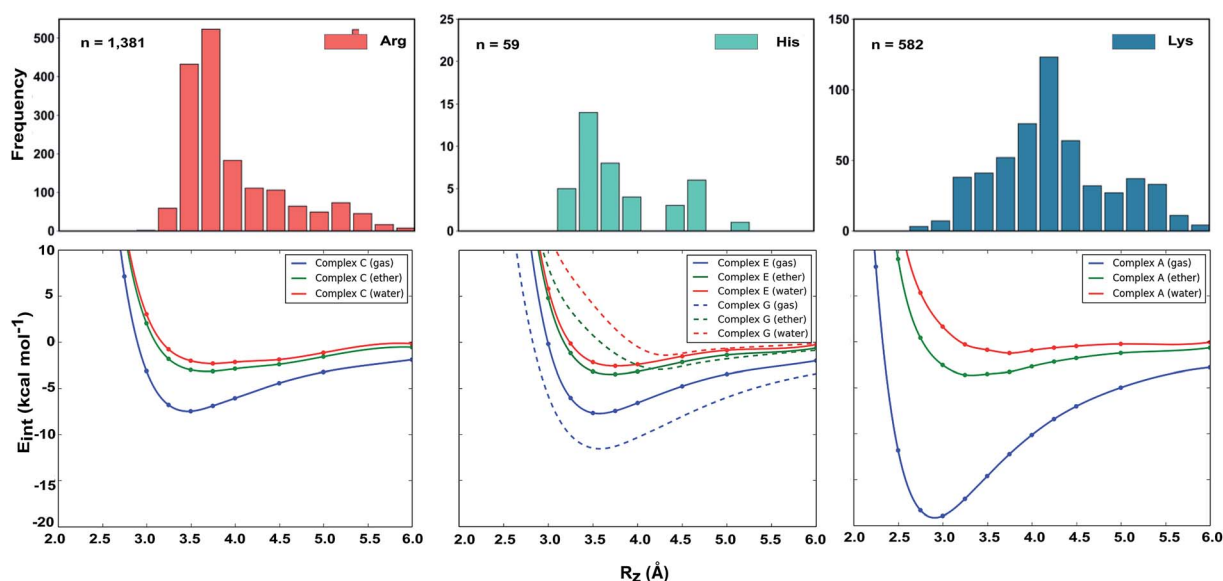 n = 1,381
Arg
500
400
300
200
100
0
Frequency
n = 59
His
25
20
15
10
5
0
n = 582
Lys
150
100
50
0
Complex C (gas)
Complex C (ether)
Complex C (water)
10
5
0
-5
-10
-15
-20
E_int (kcal mol⁻¹)
2.0 2.5 3.0 3.5 4.0 4.5 5.0 5.5 6.0
Complex E (gas)
Complex E (ether)
Complex E (water)
Complex G (gas)
Complex G (ether)
Complex G (water)
2.0 2.5 3.0 3.5 4.0 4.5 5.0 5.5 6.0
Complex A (gas)
Complex A (ether)
Complex A (water)
2.0 2.5 3.0 3.5 4.0 4.5 5.0 5.5 6.0
R_Z (Å)